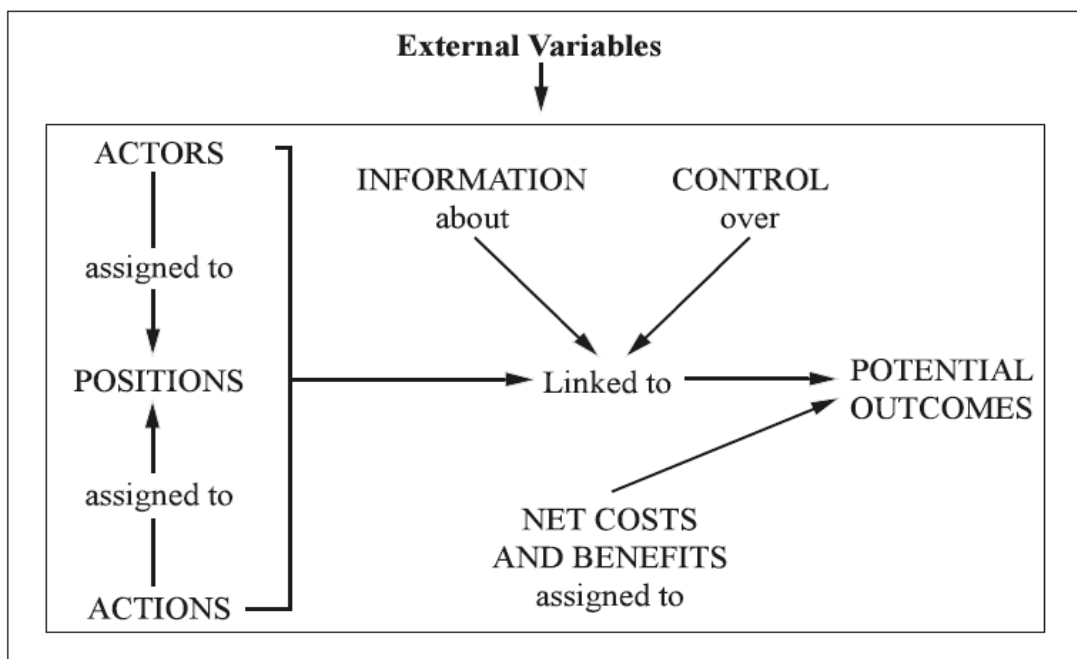 External Variables
ACTORS
assigned to
POSITIONS
assigned to
ACTIONS
INFORMATION
about
CONTROL
over
Linked to
POTENTIAL
OUTCOMES
NET COSTS
AND BENEFITS
assigned to